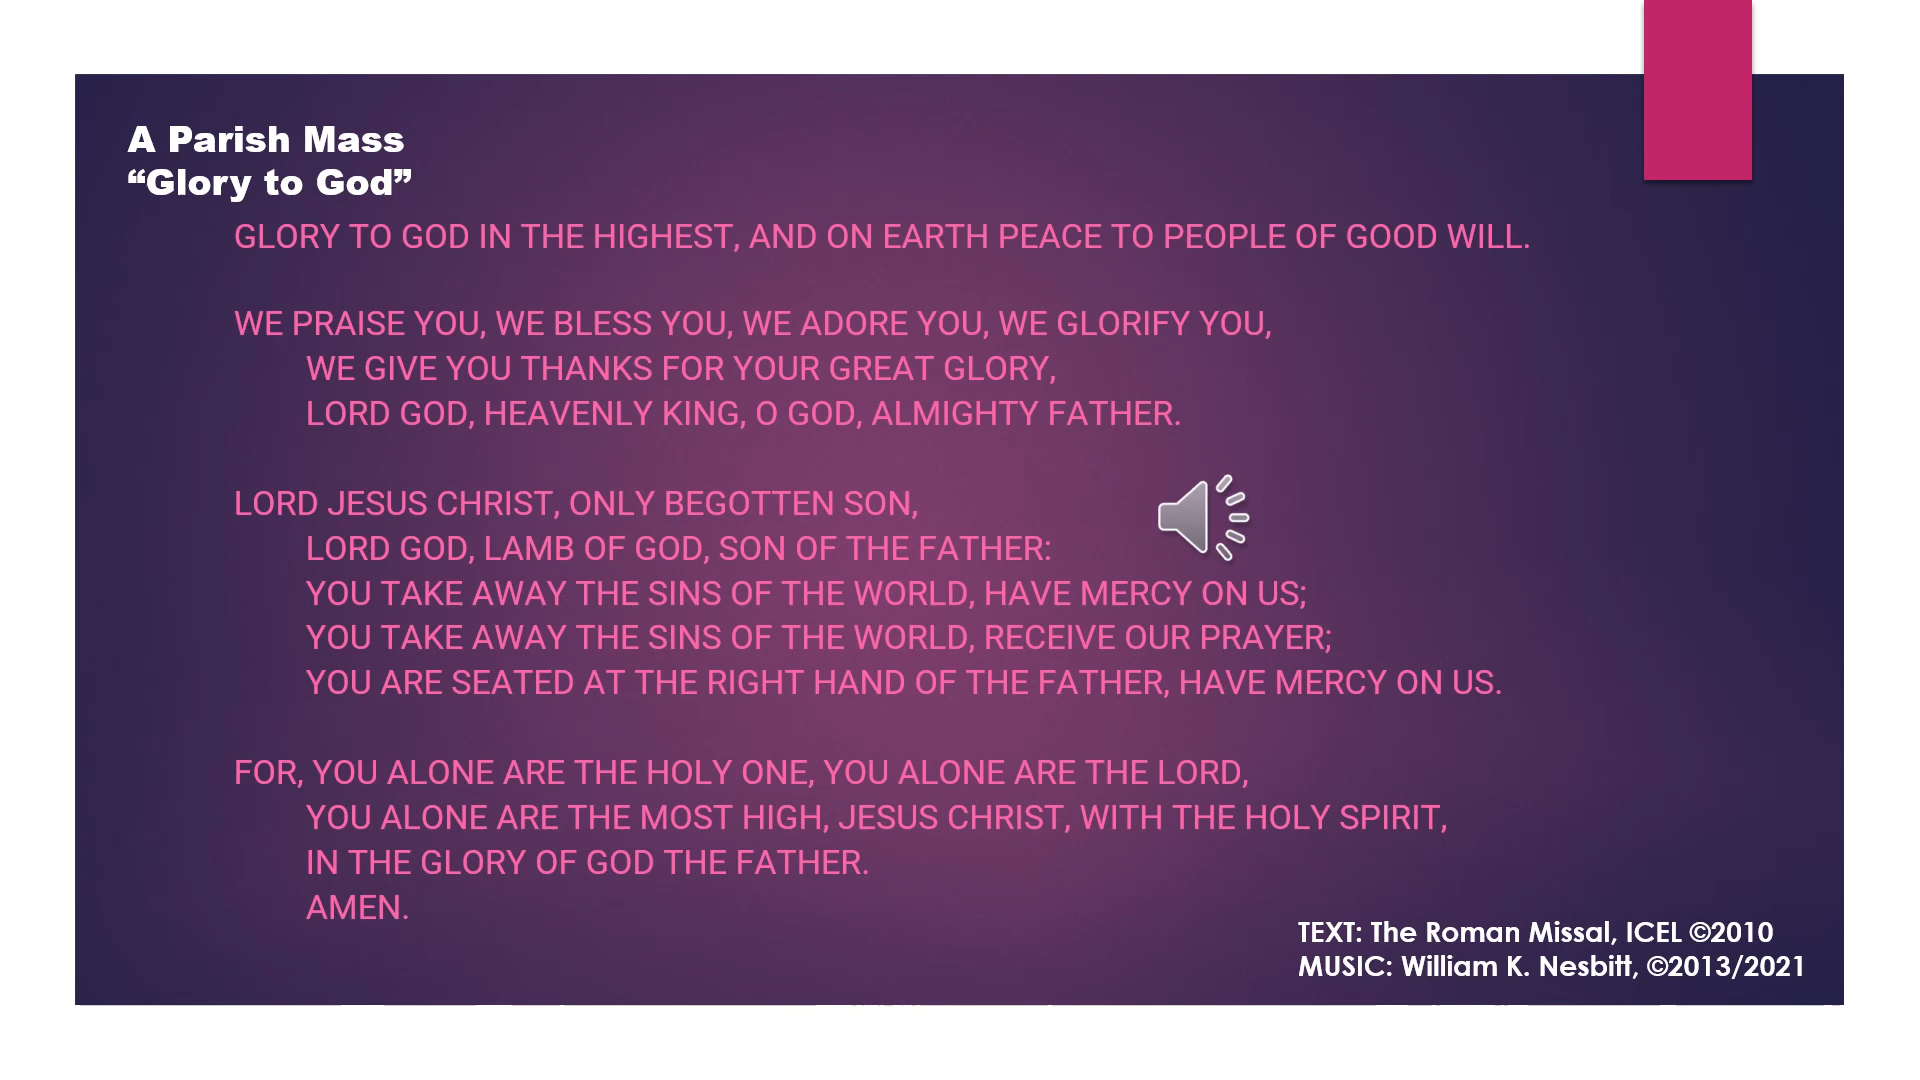 A Parish Mass
“Glory to God”
GLORY TO GOD IN THE HIGHEST, AND ON EARTH PEACE TO PEOPLE OF GOOD WILL.
WE PRAISE YOU, WE BLESS YOU, WE ADORE YOU, WE GLORIFY YOU,
WE GIVE YOU THANKS FOR YOUR GREAT GLORY,
LORD GOD, HEAVENLY KING, O GOD, ALMIGHTY FATHER.
LORD JESUS CHRIST, ONLY BEGOTTEN SON,
LORD GOD, LAMB OF GOD, SON OF THE FATHER:
YOU TAKE AWAY THE SINS OF THE WORLD, HAVE MERCY ON US;
YOU TAKE AWAY THE SINS OF THE WORLD, RECEIVE OUR PRAYER;
YOU ARE SEATED AT THE RIGHT HAND OF THE FATHER, HAVE MERCY ON US.
FOR, YOU ALONE ARE THE HOLY ONE, YOU ALONE ARE THE LORD,
YOU ALONE ARE THE MOST HIGH, JESUS CHRIST, WITH THE HOLY SPIRIT,
IN THE GLORY OF GOD THE FATHER.
AMEN.
TEXT: The Roman Missal, ICEL ©2010
MUSIC: William K. Nesbitt, ©2013/2021